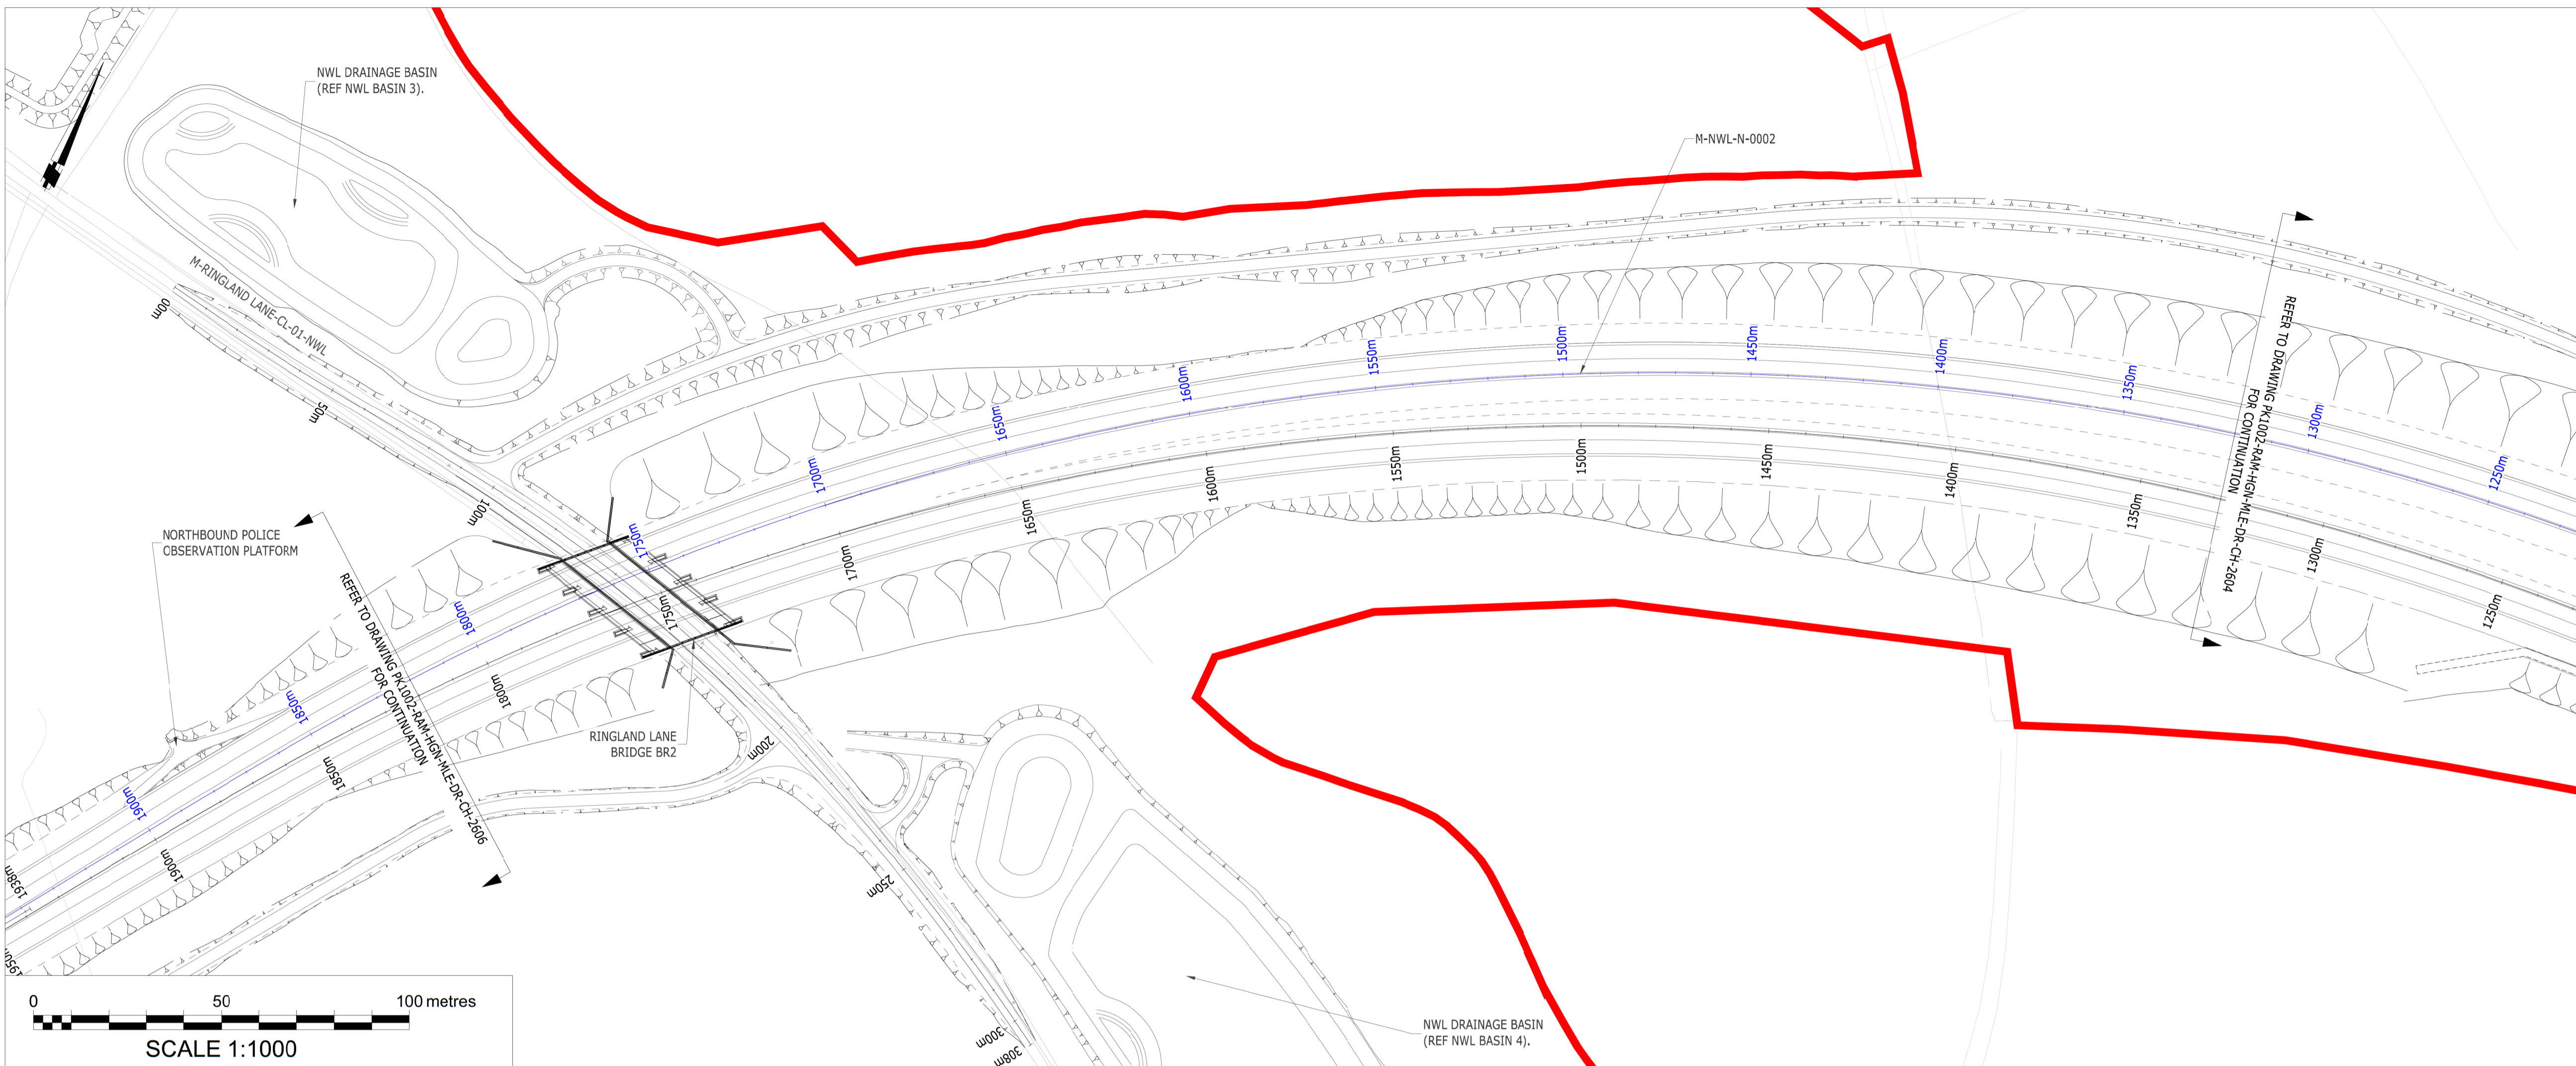 NWL DRAINAGE BASIN
(REF NWL BASIN 3).
M-NWL-N-0002
M-RINGLAND LANE-CL-01-NWL
00m
50m
100m
200m
250m
300m
308m
NORTHBOUND POLICE
OBSERVATION PLATFORM
REFER TO DRAWING PK1002-RAM-HGN-MLE-DR-CH-2606
FOR CONTINUATION
REFER TO DRAWING PK1002-RAM-HGN-MLE-DR-CH-2604
FOR CONTINUATION
1900m
1850m
1800m
1750m
1700m
1650m
1600m
1550m
1500m
1450m
1400m
1350m
1300m
1250m
1938m
1950m
1900m
1850m
1800m
1750m
1700m
1650m
1600m
1550m
1500m
1450m
1400m
1350m
1300m
1250m
RINGLAND LANE
BRIDGE BR2
NWL DRAINAGE BASIN
(REF NWL BASIN 4).
0 50 100 metres
SCALE 1:1000